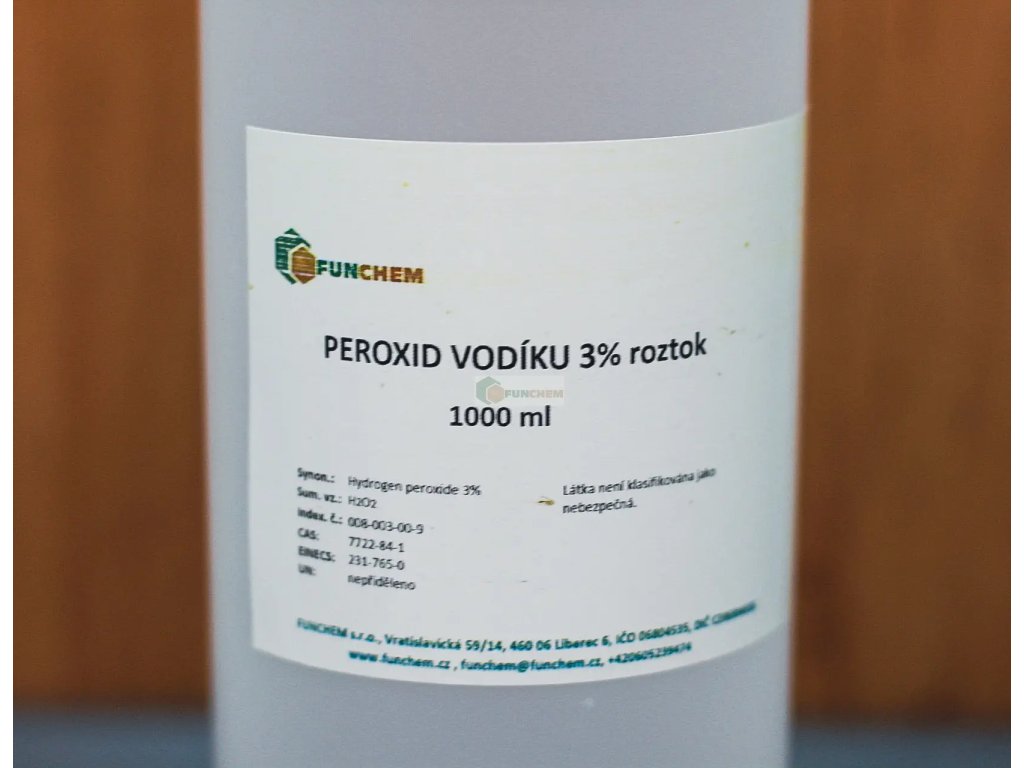 FUNCHEM
PEROXID VODÍKU 3% roztok
FUNCHEM
1000 ml
Synon.: Hydrogen peroxide 3%
Sum. vz.: H2O2
Index. č.: 008-003-00-9
CAS: 7722-84-1
EINECS: 231-765-0
UN: nepřiděleno
Látka není klasifikována jako
nebezpečná.
FUNCHEM s.r.o., Vratislavická 59/14, 460 06 Liberec 6, IČO 06804535, DIČ
www.funchem.cz , funchem@funchem.cz, +420605239474